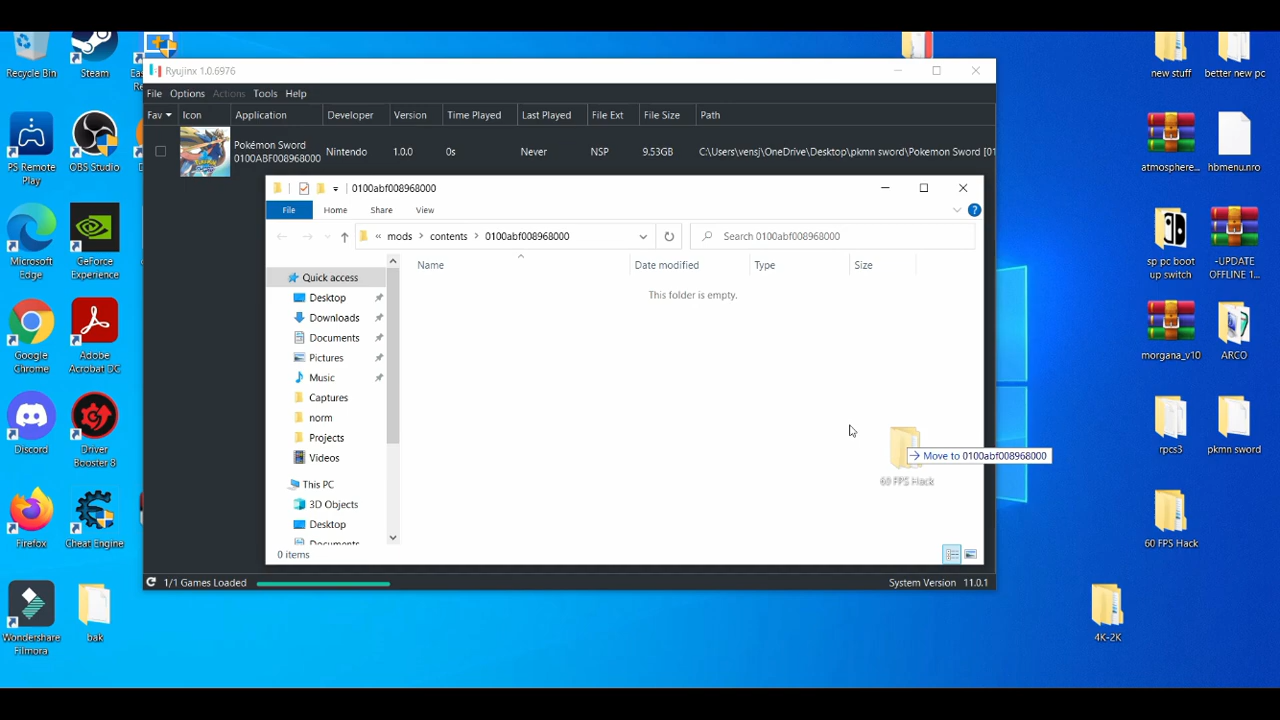 Recycle Bin
Steam
Eas
Re
PS Remote
Play
OBS Studio
D
Microsoft
Edge
GeForce
Experience
Google
Chrome
Adobe
Acrobat DC
Discord
Driver
Booster 8
Firefox
Cheat Engine
Wondershare
Filmora
bak
Ryujinx 1.0.6976
File Options Actions Tools Help
Fav Icon Application Developer Version Time Played Last Played File Ext File Size Path
Pokémon Sword
0100ABF008968000
Nintendo 1.0.0 0s Never NSP 9.53GB C:\Users\vensj\OneDrive\Desktop\pkmn sword\Pokemon Sword [01
0100abf008968000
File Home Share View
« mods › contents › 0100abf008968000
Search 0100abf008968000
Name Date modified Type Size
This folder is empty.
Quick access
Desktop
Downloads
Documents
Pictures
Music
Captures
norm
Projects
Videos
This PC
3D Objects
Desktop
Documents
60 FPS Hack
Move to 0100abf008968000
0 items
1/1 Games Loaded
System Version 11.0.1
new stuff
better new pc
atmosphere...
hbmenu.nro
sp pc boot
up switch
-UPDATE
OFFLINE 1...
morgana_v10
ARCO
rpcs3
pkmn sword
60 FPS Hack
4K-2K